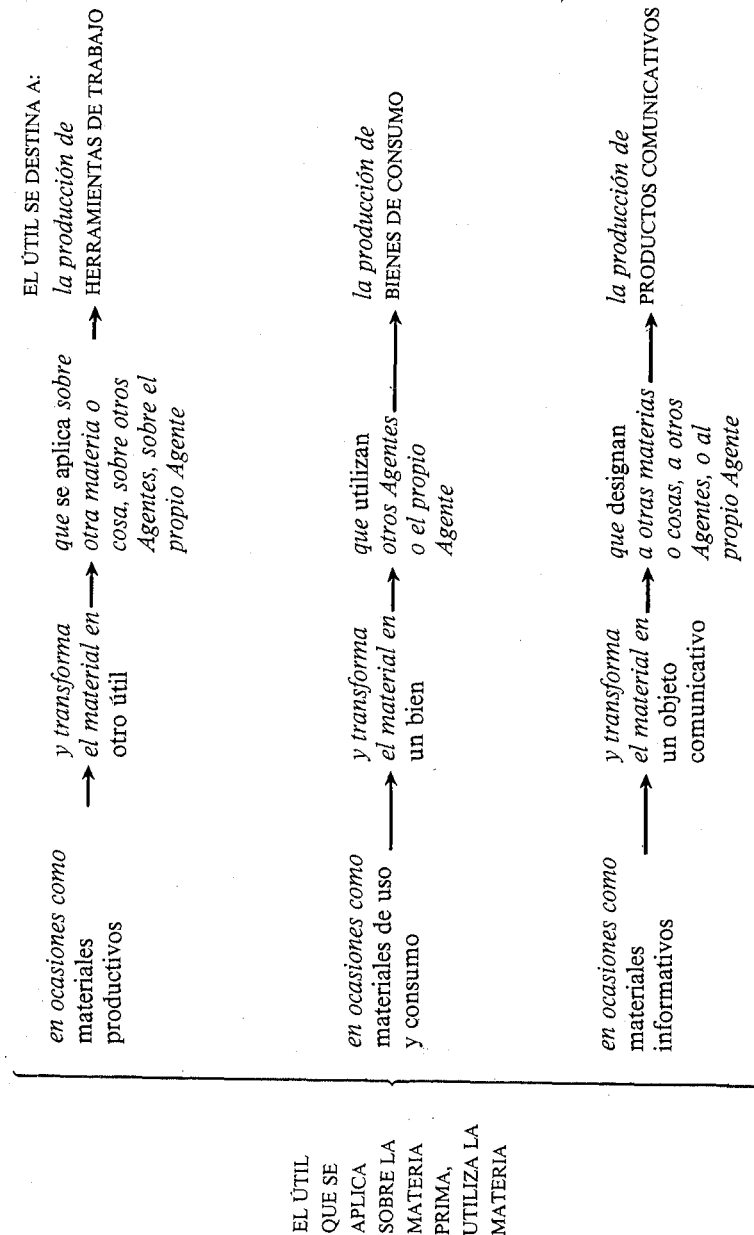 EL ÚTIL
QUE SE
APLICA
SOBRE LA
MATERIA
PRIMA,
UTILIZA LA
MATERIA
en ocasiones como
materiales
productivos
y transforma
el material en
otro útil
que se aplica sobre
otra materia o
cosa, sobre otros
Agentes, sobre el
propio Agente
EL ÚTIL SE DESTINA A:
la producción de
HERRAMIENTAS DE TRABAJO
en ocasiones como
materiales de uso
y consumo
y transforma
el material en
un bien
que utilizan
otros Agentes
o el propio
Agente
la producción de
BIENES DE CONSUMO
en ocasiones como
materiales
informativos
y transforma
el material en
un objeto
comunicativo
que designan
a otras materias
o cosas, a otros
Agentes, o al
propio Agente
la producción de
PRODUCTOS COMUNICATIVOS